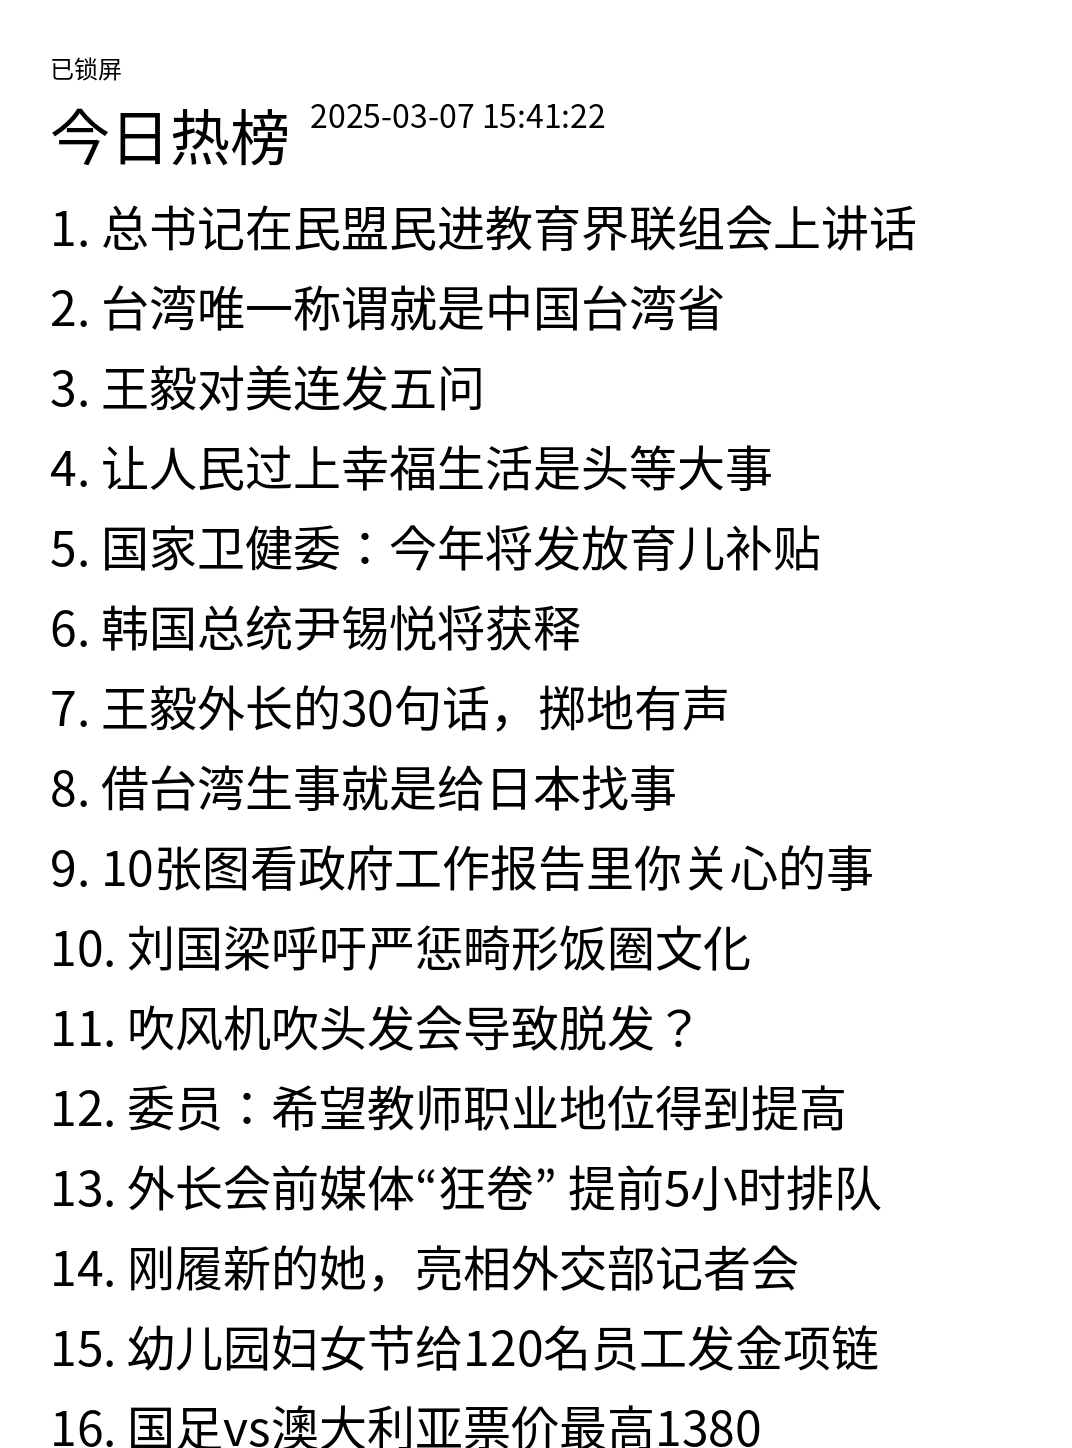 已锁屏
今日热榜 2025-03-07 15:41:22
1. 总书记在民盟民进教育界联组会上讲话
2. 台湾唯一称谓就是中国台湾省
3. 王毅对美连发五问
4. 让人民过上幸福生活是头等大事
5. 国家卫健委：今年将发放育儿补贴
6. 韩国总统尹锡悦将获释
7. 王毅外长的30句话，掷地有声
8. 借台湾生事就是给日本找事
9. 10张图看政府工作报告里你关心的事
10. 刘国梁呼吁严惩畸形饭圈文化
11. 吹风机吹头发会导致脱发？
12. 委员：希望教师职业地位得到提高
13. 外长会前媒体“狂卷” 提前5小时排队
14. 刚履新的她，亮相外交部记者会
15. 幼儿园妇女节给120名员工发金项链
16. 国足vs澳大利亚票价最高1380